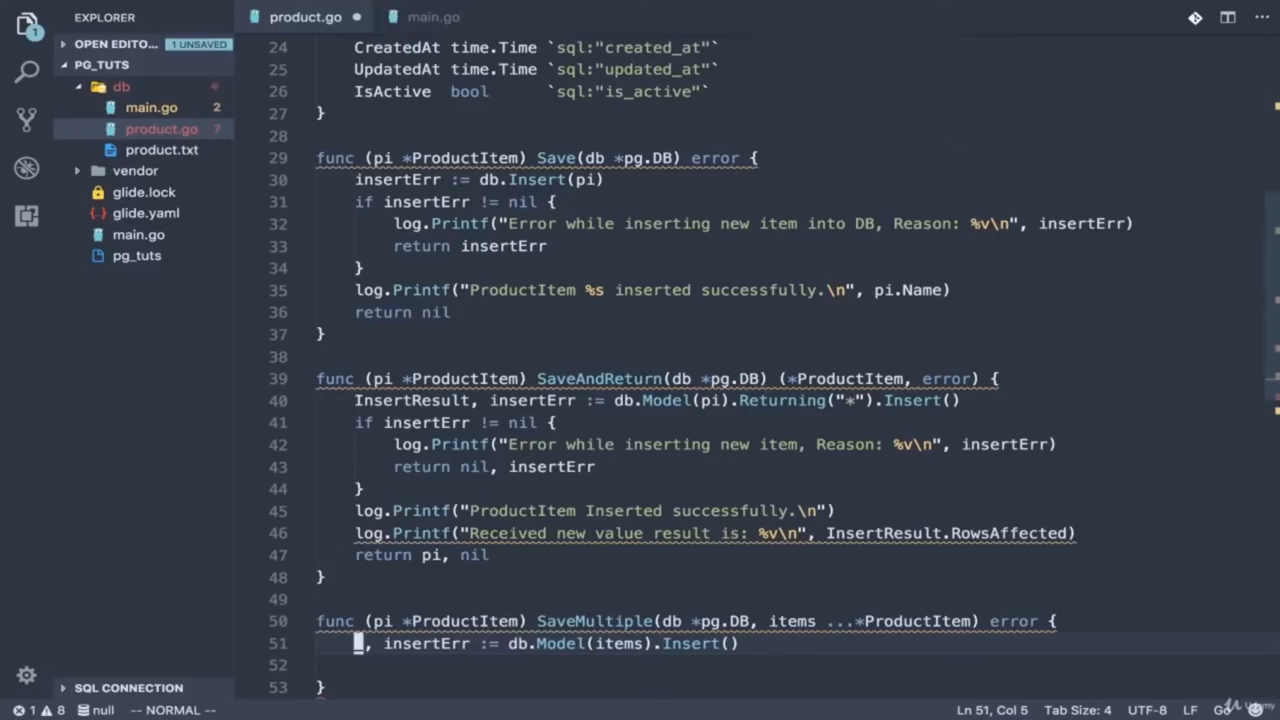 EXPLORER
product.go
main.go
OPEN EDITO... 1 UNSAVED
PG_TUTS
db
main.go 2
product.go 7
product.txt
vendor
glide.lock
glide.yaml
main.go
pg_tuts
24 CreatedAt time.Time `sql:"created_at"`
25 UpdatedAt time.Time `sql:"updated_at"`
26 IsActive bool `sql:"is_active"`
27 }
28
29 func (pi *ProductItem) Save(db *pg.DB) error {
30 insertErr := db.Insert(pi)
31 if insertErr != nil {
32 log.Printf("Error while inserting new item into DB, Reason: %v\n", insertErr)
33 return insertErr
34 }
35 log.Printf("ProductItem %s inserted successfully.\n", pi.Name)
36 return nil
37 }
38
39 func (pi *ProductItem) SaveAndReturn(db *pg.DB) (*ProductItem, error) {
40 InsertResult, insertErr := db.Model(pi).Returning("*").Insert()
41 if insertErr != nil {
42 log.Printf("Error while inserting new item, Reason: %v\n", insertErr)
43 return nil, insertErr
44 }
45 log.Printf("ProductItem Inserted successfully.\n")
46 log.Printf("Received new value result is: %v\n", InsertResult.RowsAffected)
47 return pi, nil
48 }
49
50 func (pi *ProductItem) SaveMultiple(db *pg.DB, items ...*ProductItem) error {
51 _, insertErr := db.Model(items).Insert()
52
53 }
SQL CONNECTION
1 8 null -- NORMAL -- Ln 51, Col 5 Tab Size: 4 UTF-8 LF Go
Udemy
1